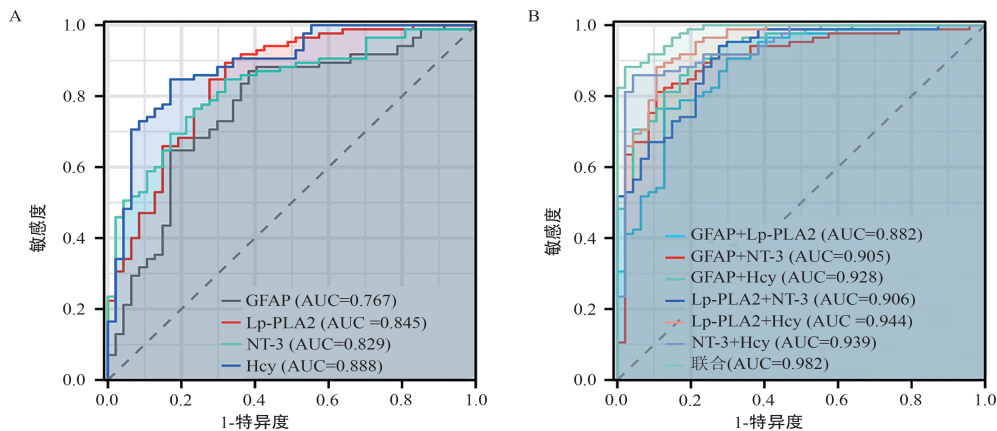 A
1.0
0.8
0.6
0.4
0.2
0.0
敏感度
GFAP (AUC=0.767)
Lp-PLA2 (AUC =0.845)
NT-3 (AUC=0.829)
Hcy (AUC=0.888)
0.0 0.2 0.4 0.6 0.8 1.0
1-特异度
B
1.0
0.8
0.6
0.4
0.2
0.0
敏感度
GFAP+Lp-PLA2 (AUC=0.882)
GFAP+NT-3 (AUC=0.905)
GFAP+Hcy (AUC=0.928)
Lp-PLA2+NT-3 (AUC=0.906)
Lp-PLA2+Hcy (AUC =0.944)
NT-3+Hcy (AUC=0.939)
联合(AUC=0.982)
0.0 0.2 0.4 0.6 0.8 1.0
1-特异度